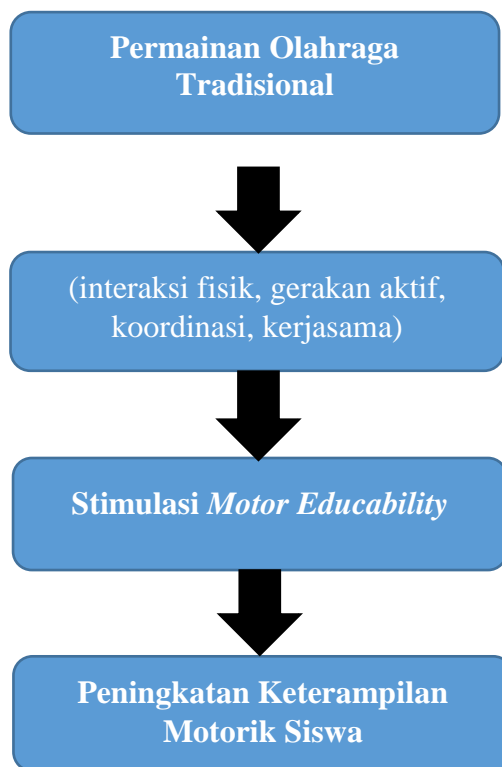 Permainan Olahraga
Tradisional
(interaksi fisik, gerakan aktif,
koordinasi, kerjasama)
Stimulasi Motor Educability
Peningkatan Keterampilan
Motorik Siswa